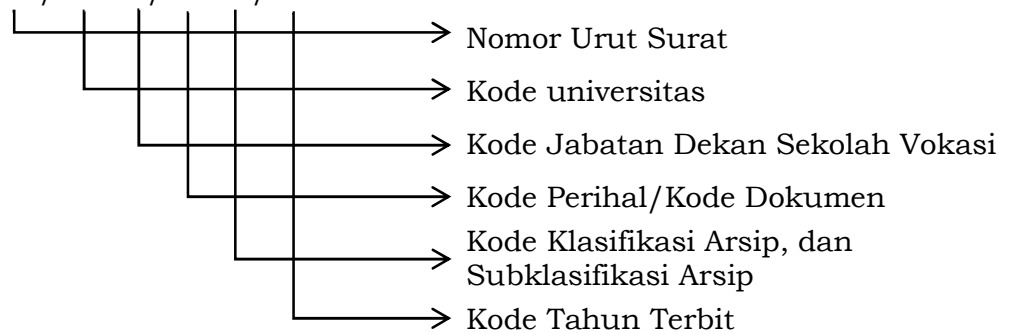 Nomor Urut Surat
Kode universitas
Kode Jabatan Dekan Sekolah Vokasi
Kode Perihal/Kode Dokumen
Kode Klasifikasi Arsip, dan
Subklasifikasi Arsip
Kode Tahun Terbit